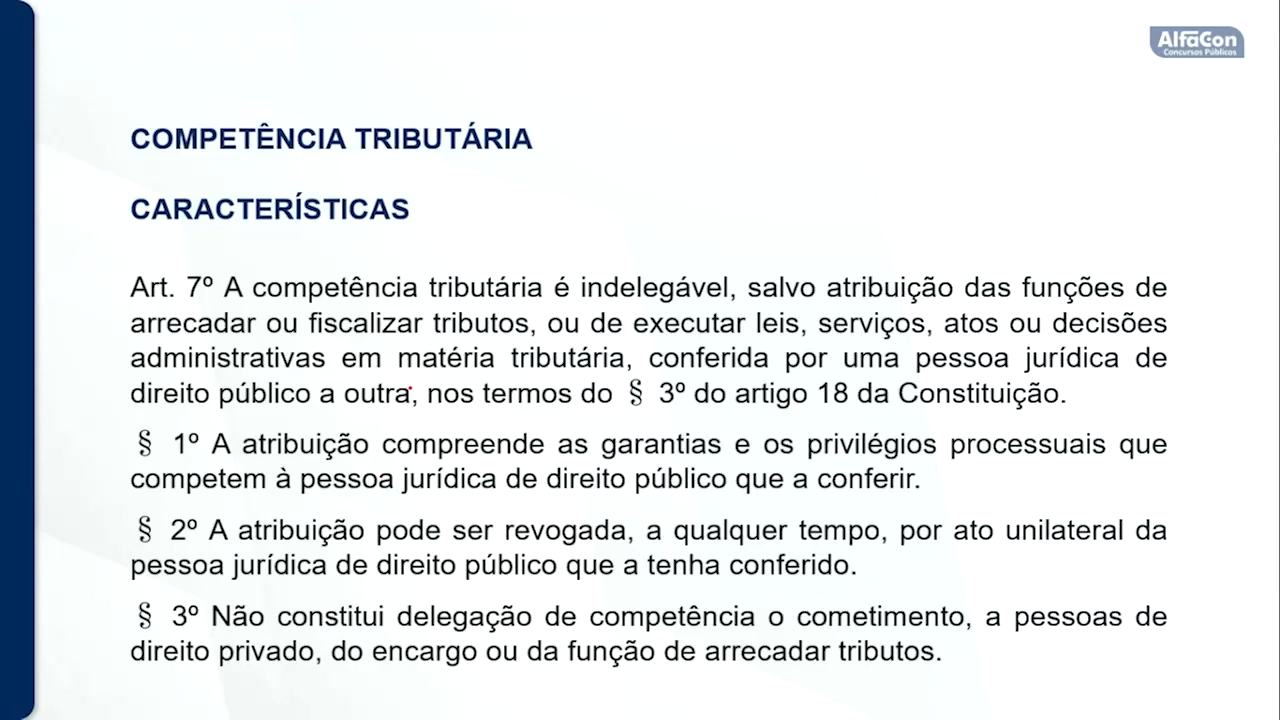 AlfaCon
Concursos Públicos
COMPETÊNCIA TRIBUTÁRIA
CARACTERÍSTICAS
Art. 7º A competência tributária é indelegável, salvo atribuição das funções de
arrecadar ou fiscalizar tributos, ou de executar leis, serviços, atos ou decisões
administrativas em matéria tributária, conferida por uma pessoa jurídica de
direito público a outra, nos termos do § 3º do artigo 18 da Constituição.
§ 1º A atribuição compreende as garantias e os privilégios processuais que
competem à pessoa jurídica de direito público que a conferir.
§ 2º A atribuição pode ser revogada, a qualquer tempo, por ato unilateral da
pessoa jurídica de direito público que a tenha conferido.
§ 3º Não constitui delegação de competência o cometimento, a pessoas de
direito privado, do encargo ou da função de arrecadar tributos.